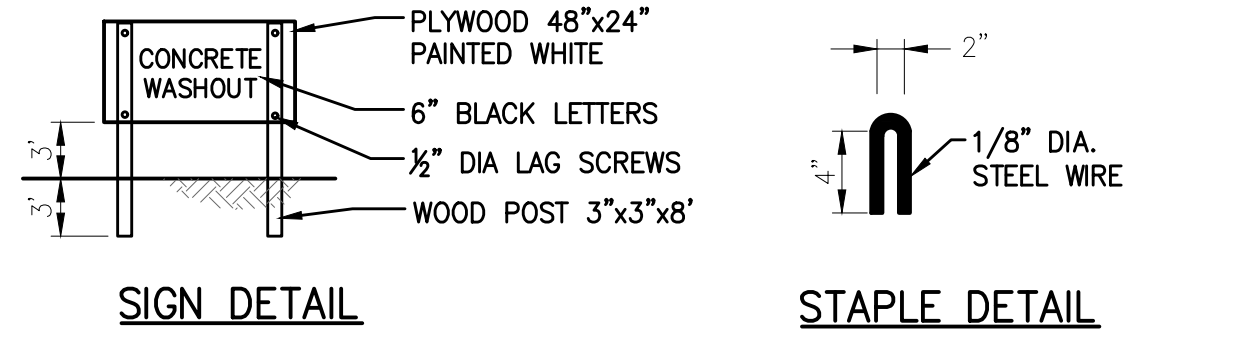 PLYWOOD 48"x24"
PAINTED WHITE
CONCRETE
WASHOUT
6" BLACK LETTERS
½" DIA LAG SCREWS
WOOD POST 3"x3"x8'
3'
3'
SIGN DETAIL
2"
4"
1/8" DIA.
STEEL WIRE
STAPLE DETAIL